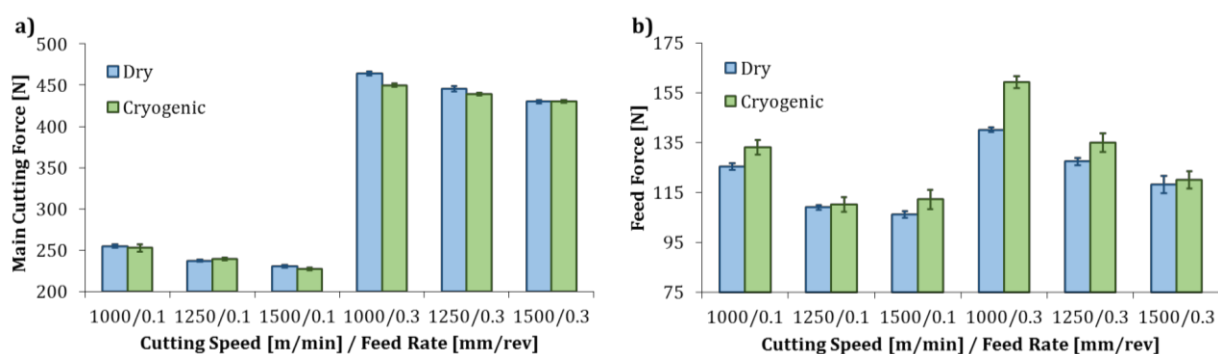 a)
Main Cutting Force [N]
500
450
400
350
300
250
200
Dry
Cryogenic
1000/0.1 1250/0.1 1500/0.1 1000/0.3 1250/0.3 1500/0.3
Cutting Speed [m/min] / Feed Rate [mm/rev]
b)
Feed Force [N]
175
155
135
115
95
75
Dry
Cryogenic
1000/0.1 1250/0.1 1500/0.1 1000/0.3 1250/0.3 1500/0.3
Cutting Speed [m/min] / Feed Rate [mm/rev]